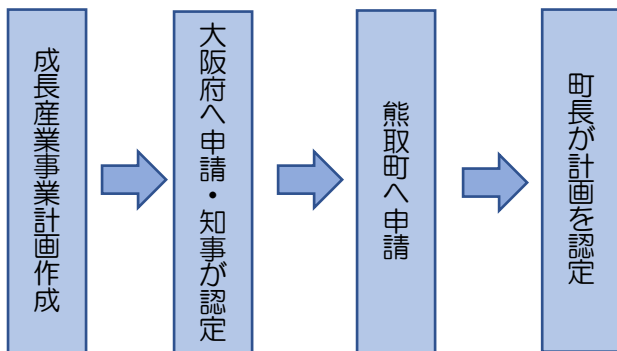 成長産業事業計画作成
大阪府へ申請・知事が認定
熊取町へ申請
町長が計画を認定